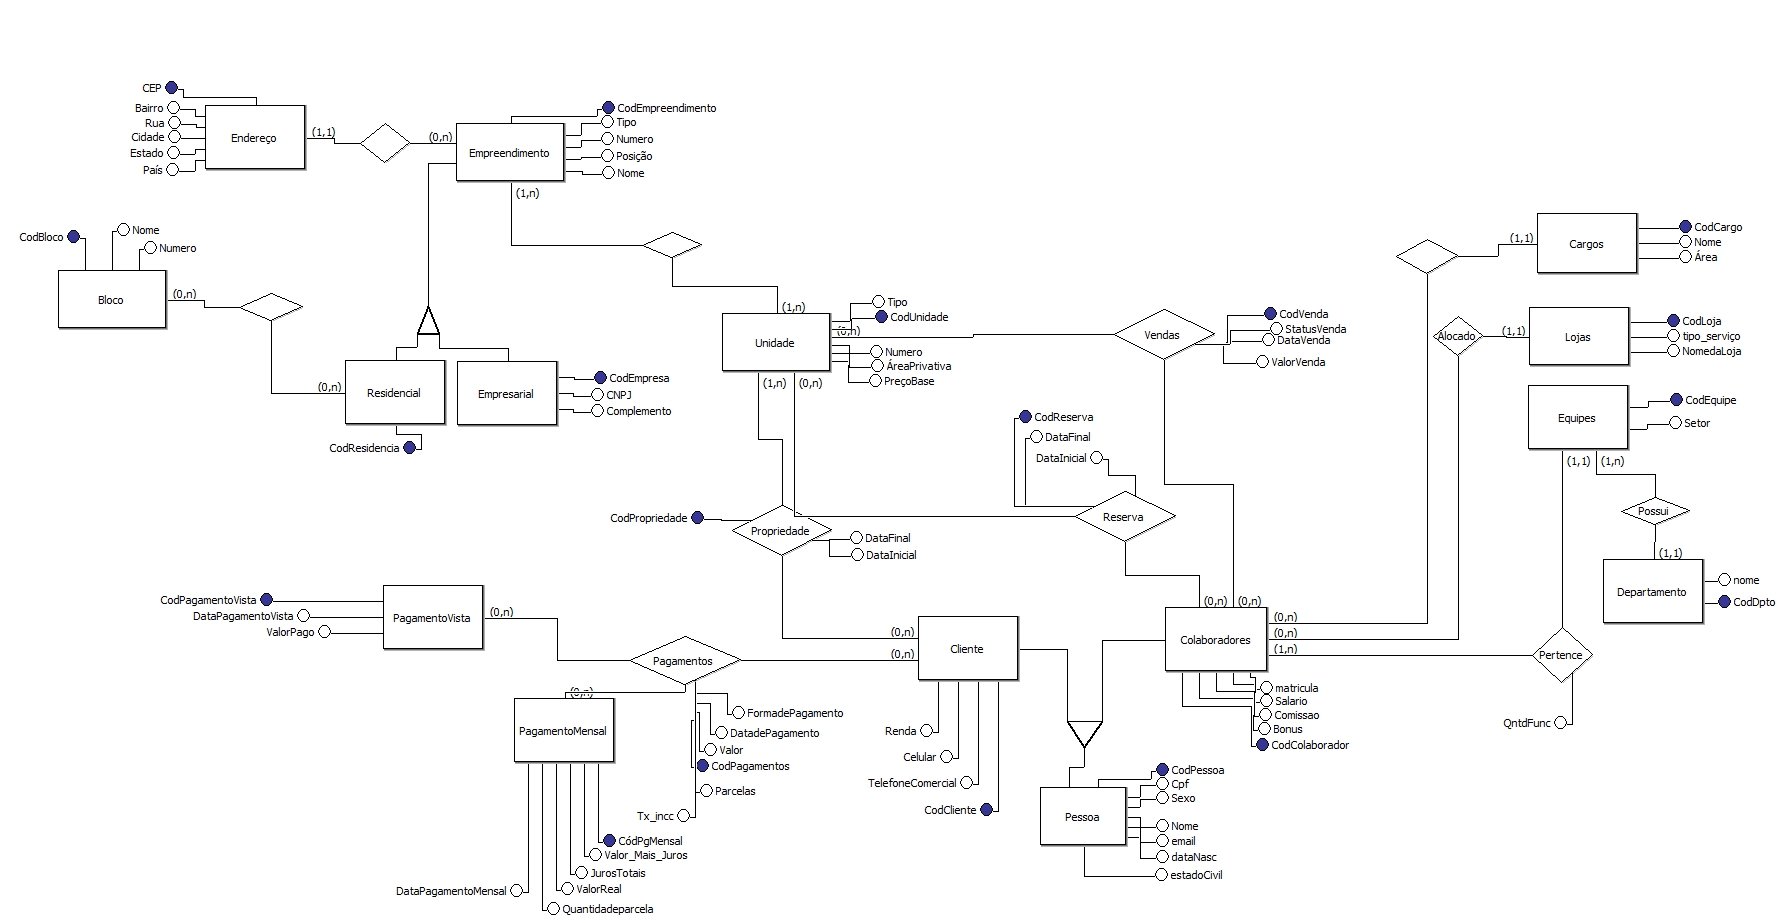 CEP
Bairro
Rua
Cidade
Estado
País
Endereço
(1,1)
(0,n)
Empreendimento
CodEmpreendimento
Tipo
Numero
Posição
Nome
(1,n)
CodBloco
Nome
Numero
Bloco
(0,n)
(0,n)
Residencial
CodResidencia
Empresarial
CodEmpresa
CNPJ
Complemento
(1,n)
Unidade
Tipo
CodUnidade
(0,n)
Numero
ÁreaPrivativa
PreçoBase
(1,n)
(0,n)
Vendas
CodVenda
StatusVenda
DataVenda
ValorVenda
Cargos
(1,1)
CodCargo
Nome
Área
Alocado
(1,1)
Lojas
CodLoja
tipo_serviço
NomedaLoja
Equipes
CodEquipe
Setor
(1,1)
(1,n)
Possui
(1,1)
Departamento
nome
CodDpto
CodReserva
DataFinal
DataInicial
Reserva
CodPropriedade
Propriedade
DataFinal
DataInicial
CodPagamentoVista
DataPagamentoVista
ValorPago
PagamentoVista
(0,n)
Pagamentos
(0,n)
(0,n)
Cliente
(0,n)
(0,n)
Colaboradores
(0,n)
(0,n)
(1,n)
Pertence
QntdFunc
matricula
Salario
Comissao
Bonus
CodColaborador
(0,n)
PagamentoMensal
FormadePagamento
DatadePagamento
Valor
CodPagamentos
Parcelas
Tx_incc
CódPgMensal
Valor_Mais_Juros
JurosTotais
ValorReal
DataPagamentoMensal
Quantidadeparcela
Renda
Celular
TelefoneComercial
CodCliente
Pessoa
CodPessoa
Cpf
Sexo
Nome
email
dataNasc
estadoCivil